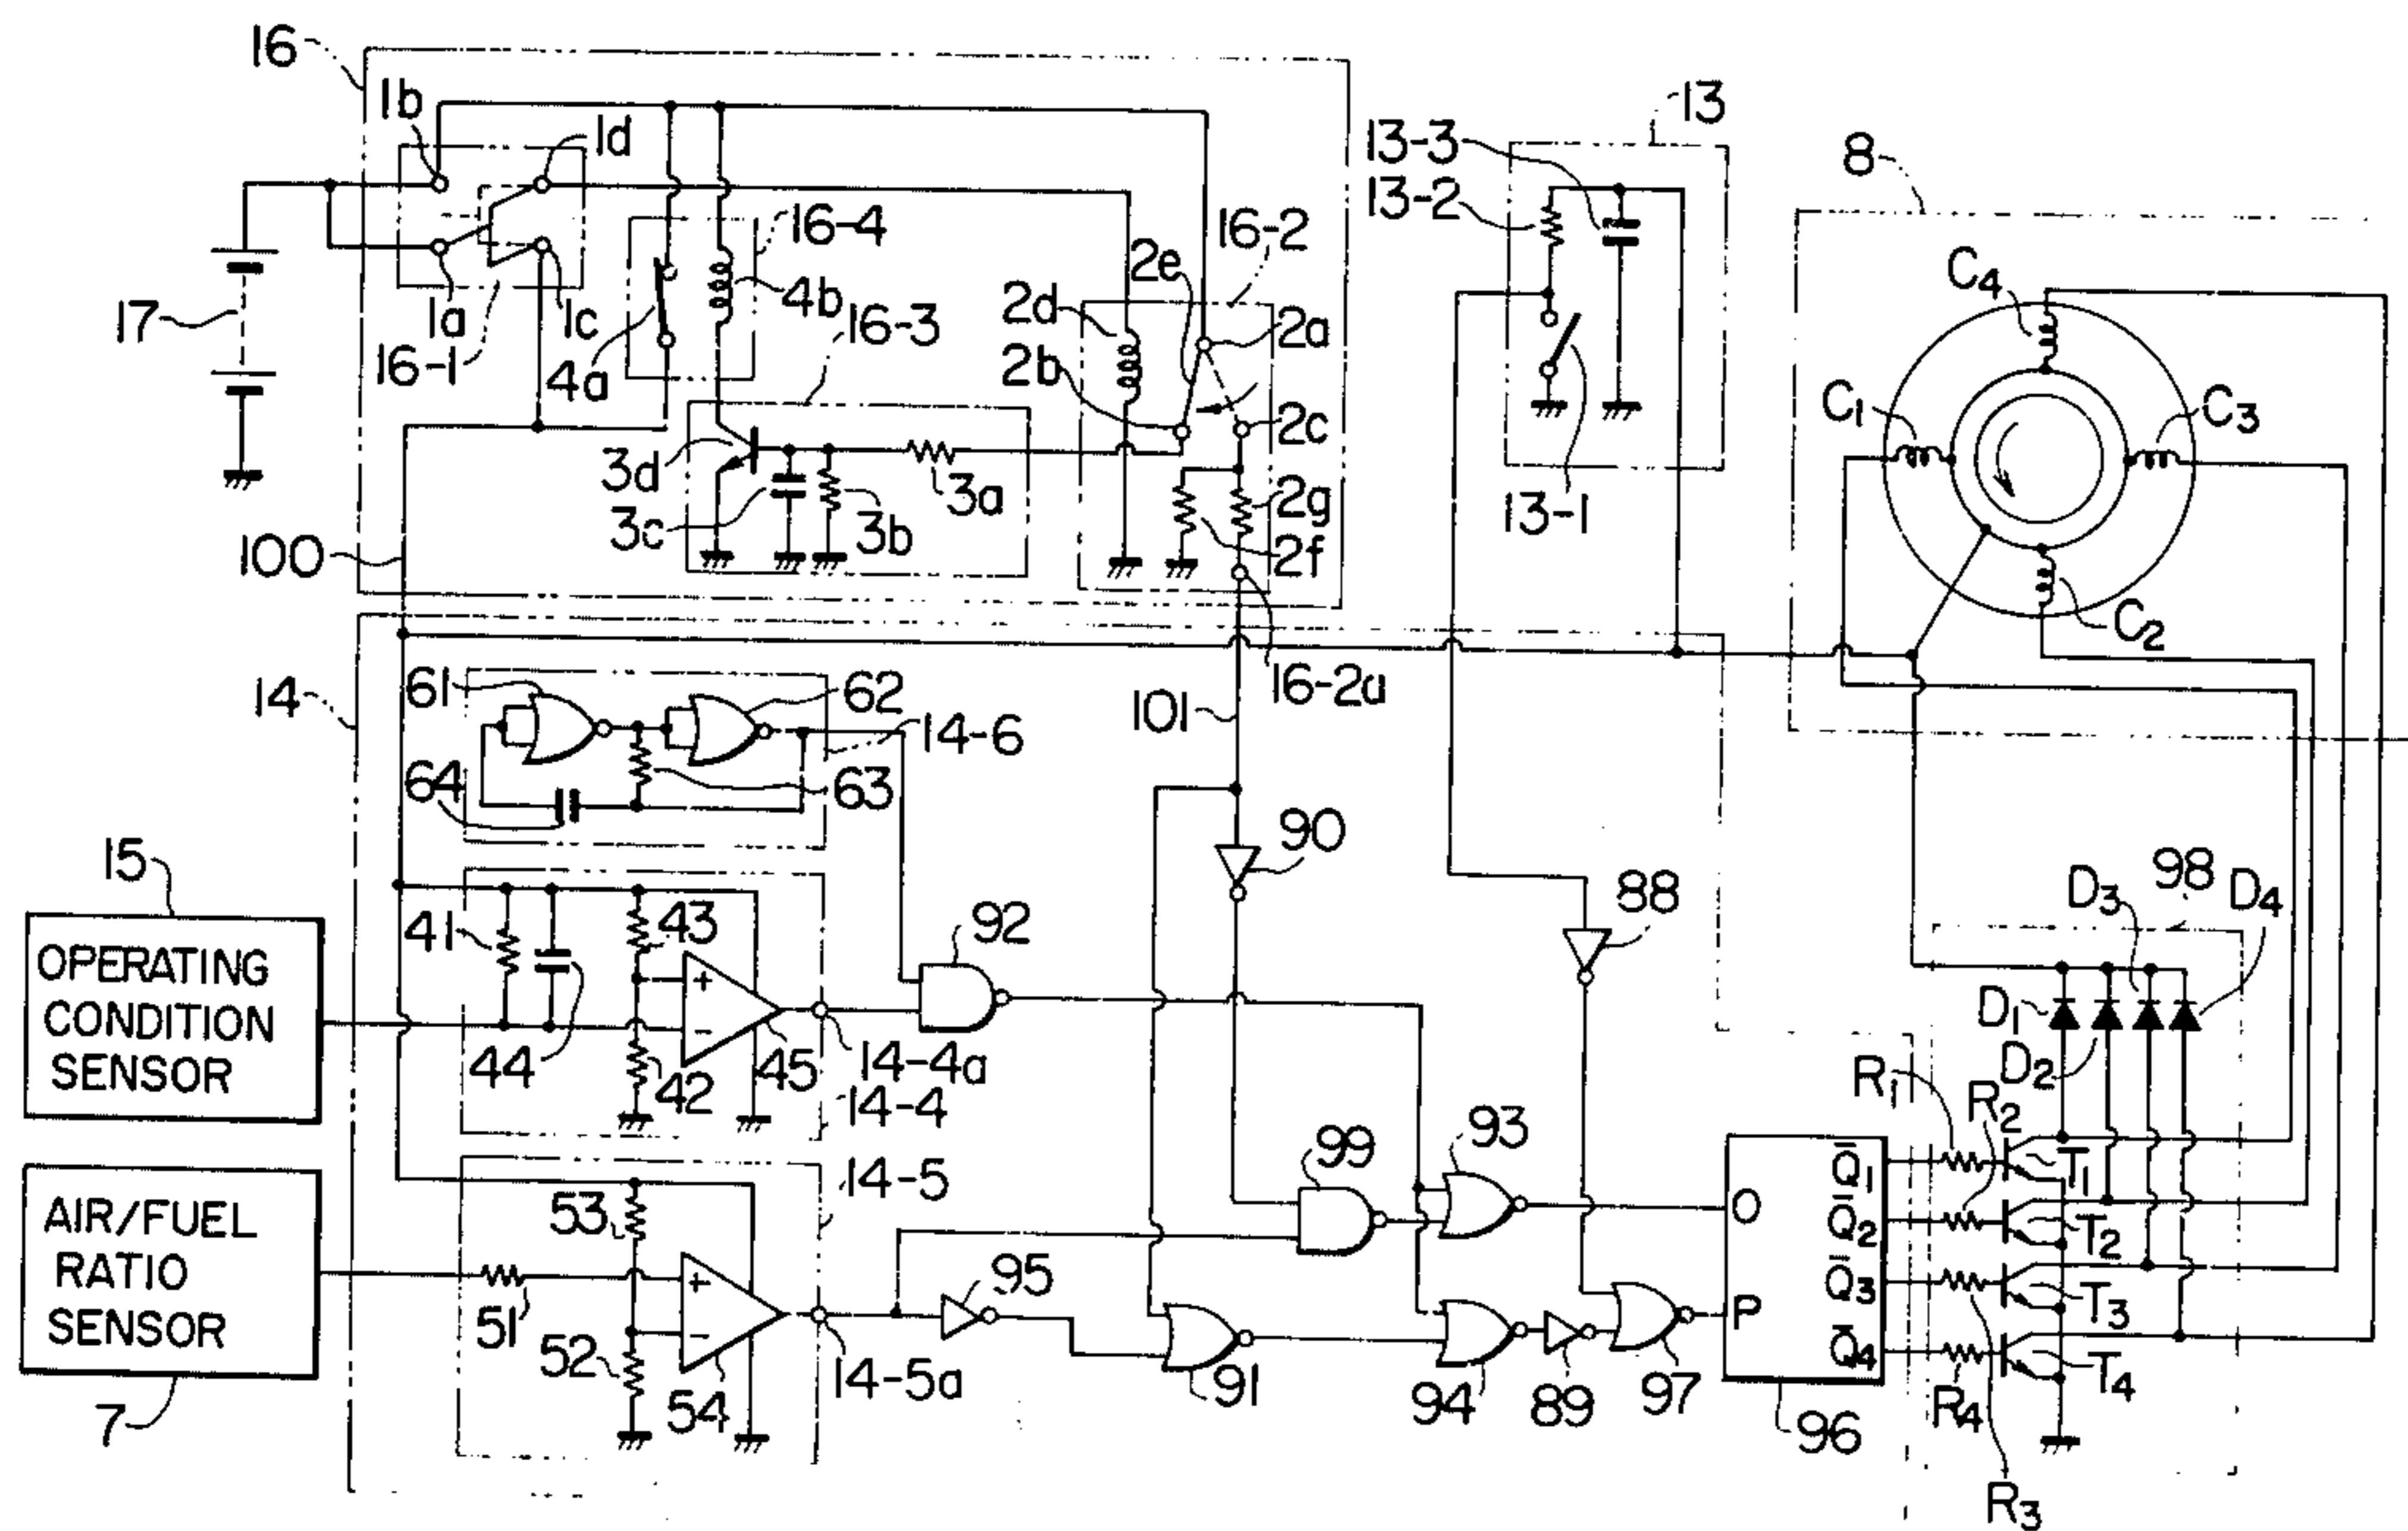 16
1b
1d
13
13-3
13-2
8
16-4
16-2
C4
2e
4b
2d
2a
17
1a
1c
16-3
16-1
4a
2b
C1
C3
2c
3d
2g
3a
13-1
3c
3b
2f
100
C2
16-2a
61
62
14
101
14-6
64
63
90
15
98
88
D3
D4
41
43
92
OPERATING
CONDITION
SENSOR
+
-
D1
44
45
14-4a
D2
42
14-4
R1
R2
99
93
14-5
Q̄1
T1
53
O
AIR/FUEL
RATIO
SENSOR
Q̄2
T2
95
+
Q̄3
T3
P
51
-
Q̄4
T4
52
14-5a
91
54
94
89
97
R4
7
96
R3